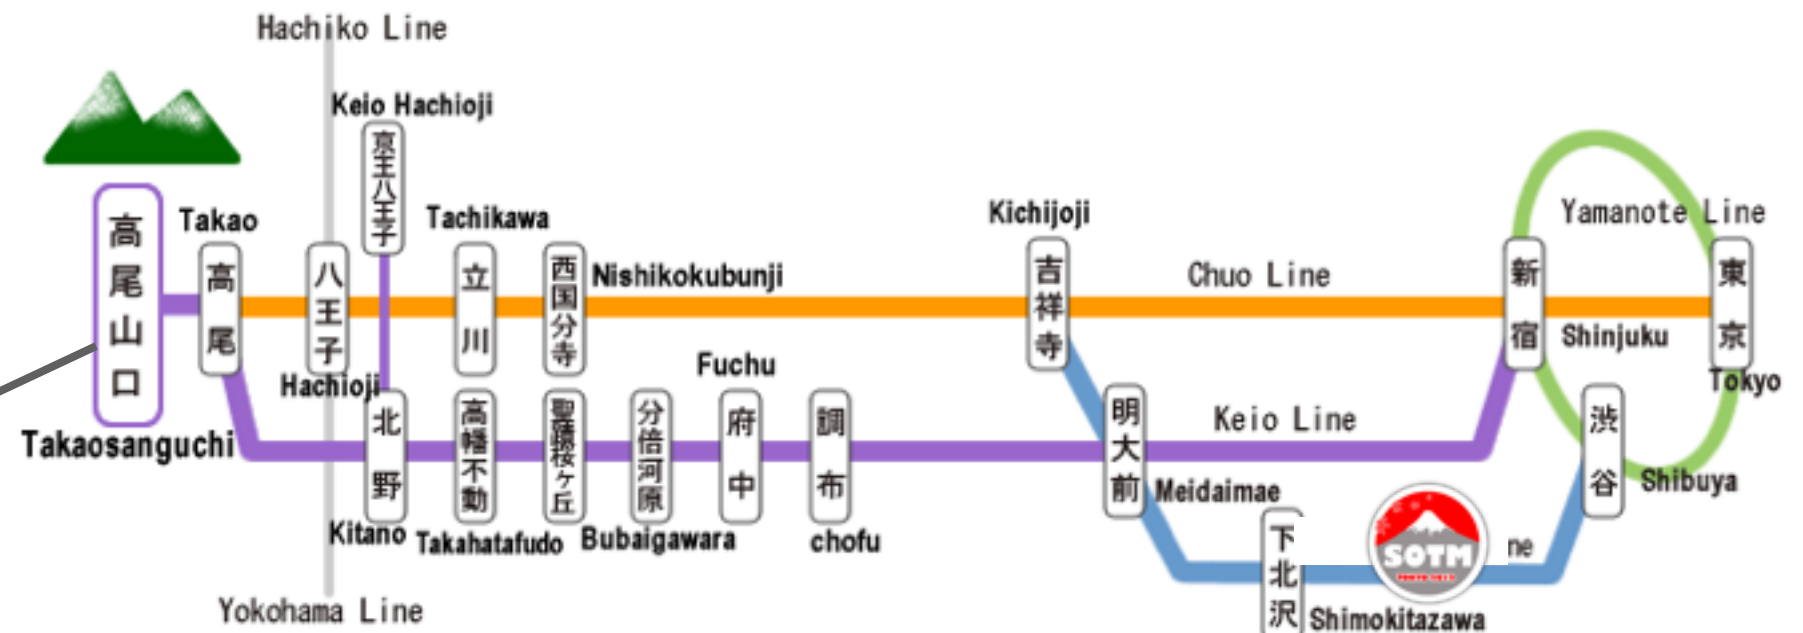 Hachiko Line
Keio Hachioji
京王八王子
Takao
Tachikawa
Kichijoji
Yamanote Line
高尾山口
高尾
八王子
立川
西国分寺
Nishikokubunji
吉祥寺
Chuo Line
新宿
Shinjuku
東京
Tokyo
Hachioji
Fuchu
Takaosanguchi
北野
高幡不動
聖蹟桜ヶ丘
分倍河原
府中
調布
明大前
Keio Line
渋谷
Shibuya
Meidaimae
Kitano
Takahatafudo
Bubaigawara
chofu
下北沢
SOTM
ne
Shimokitazawa
Yokohama Line